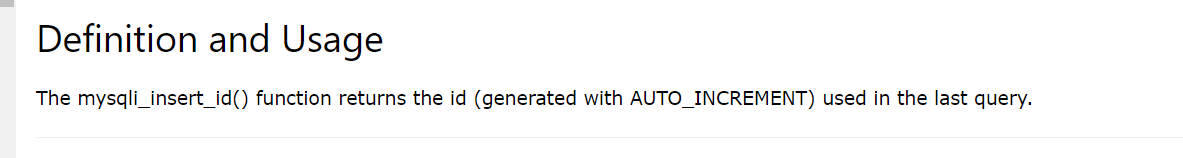 Definition and Usage
The mysqli_insert_id() function returns the id (generated with AUTO_INCREMENT) used in the last query.